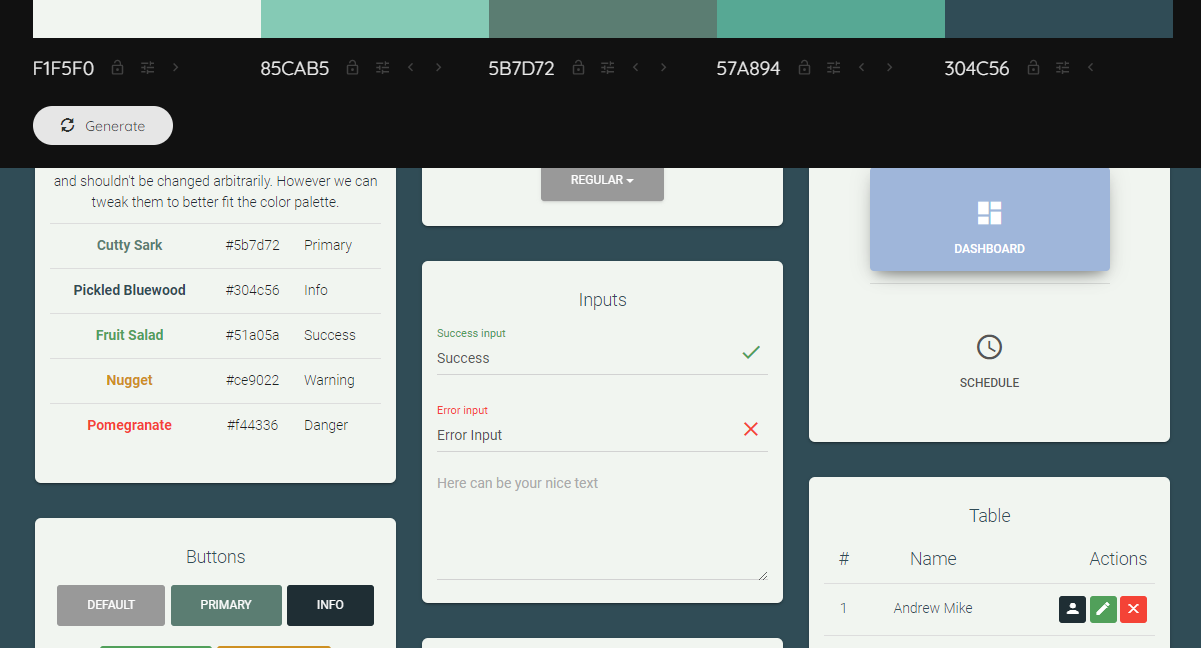 F1F5F0
85CAB5
5B7D72
57A894
304C56
Generate
and shouldn't be changed arbitrarily. However we can
tweak them to better fit the color palette.
Cutty Sark #5b7d72 Primary
Pickled Bluewood #304c56 Info
Fruit Salad #51a05a Success
Nugget #ce9022 Warning
Pomegranate #f44336 Danger
Buttons
DEFAULT PRIMARY INFO
REGULAR
Inputs
Success input
Success
Error input
Error Input
Here can be your nice text
DASHBOARD
SCHEDULE
Table
# Name Actions
1 Andrew Mike